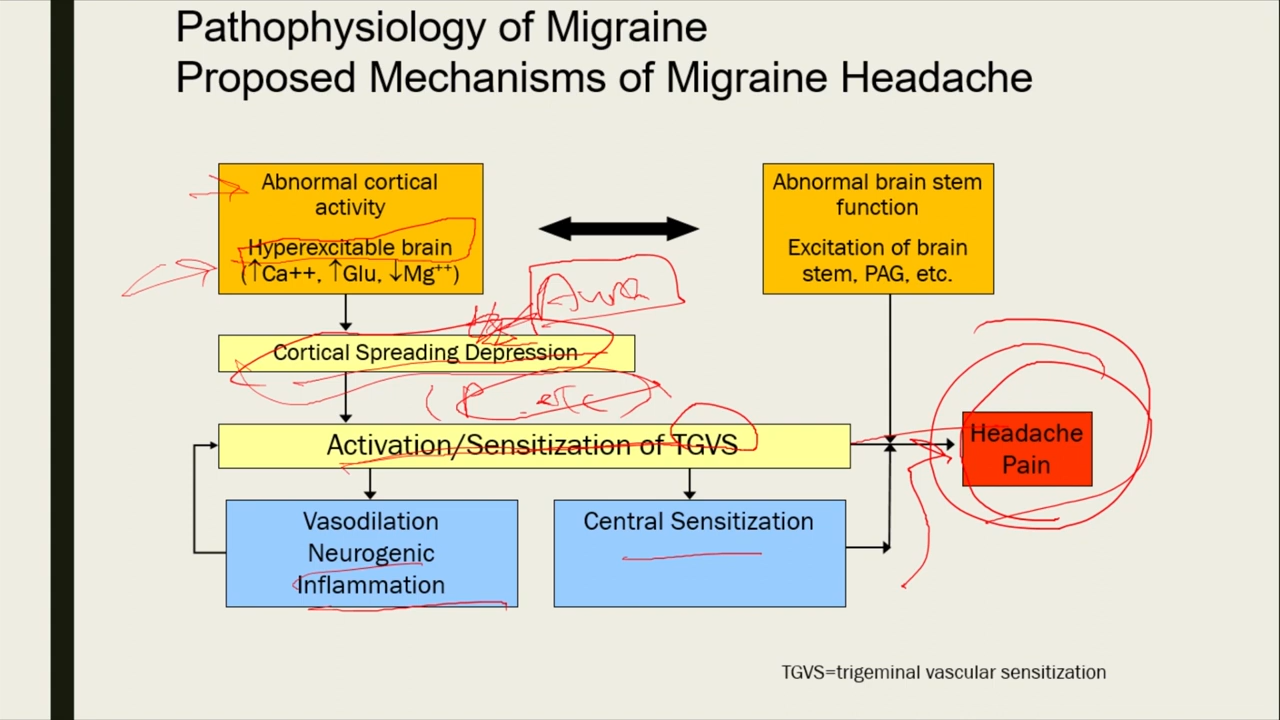 Pathophysiology of Migraine
Proposed Mechanisms of Migraine Headache
Abnormal cortical
activity
Hyperexcitable brain
(↑Ca++, ↑Glu, ↓Mg⁺⁺)
Abnormal brain stem
function
Excitation of brain
stem, PAG, etc.
Aura
Cortical Spreading Depression
Activation/Sensitization of TGVS
Headache
Pain
Vasodilation
Neurogenic
Inflammation
Central Sensitization
TGVS=trigeminal vascular sensitization